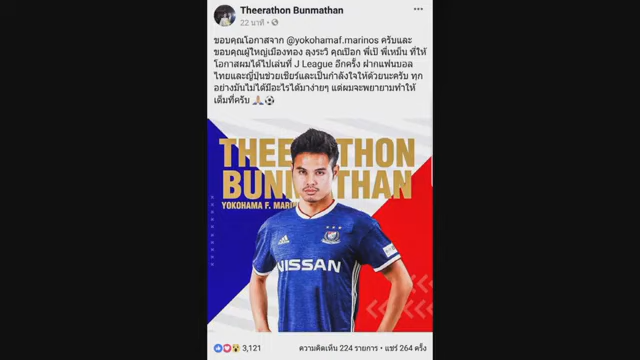 Theerathon Bunmathan
22 นาที •
ขอบคุณโอกาสจาก @yokohamaf.marinos ครับและ
ขอบคุณผู้ใหญ่เมืองทอง ลุงระวิ คุณป๊อก พี่เป้ พี่เหม็น ที่ให้
โอกาสผมได้ไปเล่นที่ J League อีกครั้ง ฝากแฟนบอล
ไทยและญี่ปุ่นช่วยเชียร์และเป็นกำลังใจให้ด้วยนะครับ ทุก
อย่างมันไม่ได้มีอะไรได้มาง่ายๆ แต่ผมจะพยายามทำให้
เต็มที่ครับ 🙏🏼⚽
THEERATHON
BUNMATHAN
YOKOHAMA F. MARI
NISSAN
3,121
ความคิดเห็น 224 รายการ • แชร์ 264 ครั้ง